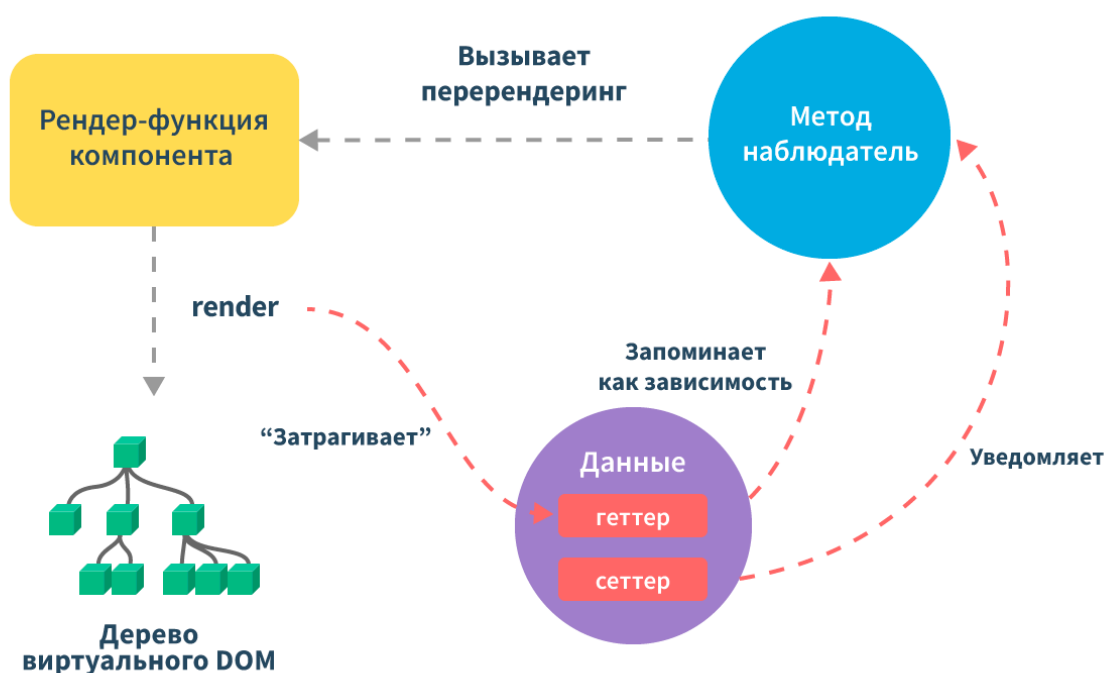 Вызывает
перерендеринг
Рендер-функция
компонента
Метод
наблюдатель
render
Запоминает
как зависимость
“Затрагивает”
Данные
Уведомляет
геттер
сеттер
Дерево
виртуального DOM